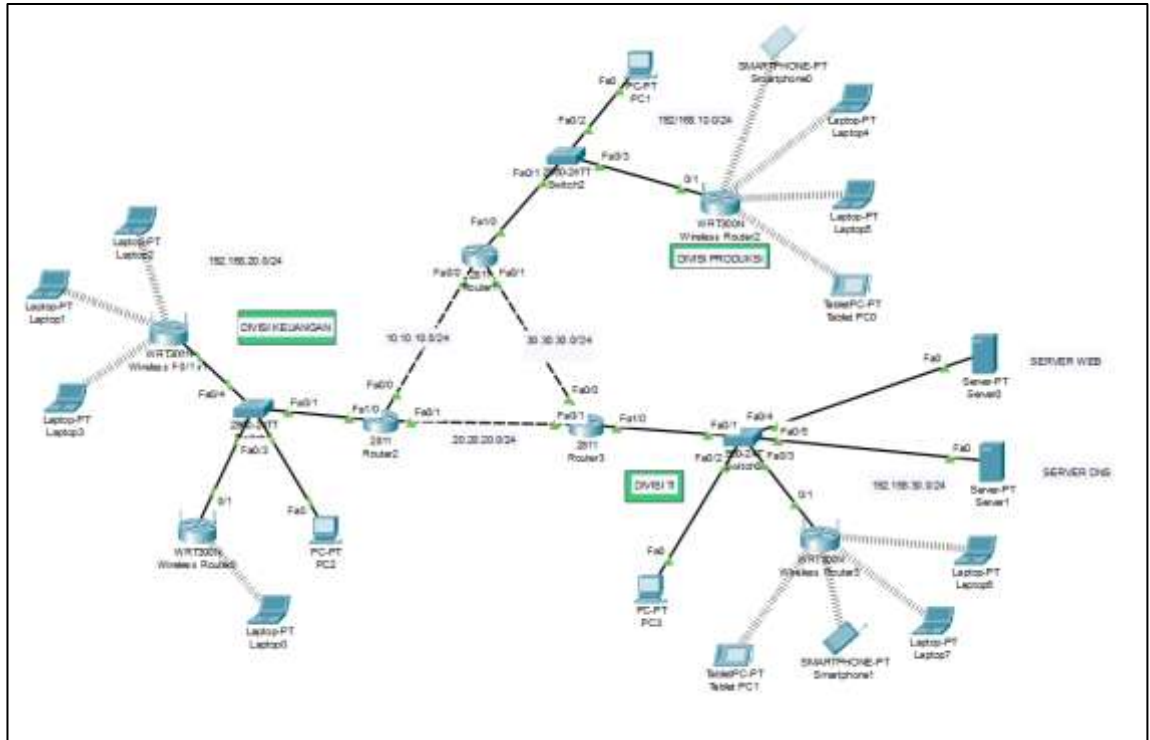 SMARTPHONE-PT
Smartphone0
Fa0
PC-PT
PC1
Fa0/2
192/168.10.0/24
Laptop-PT
Laptop4
Fa0/1
Fa0/3
Switch2
0/1
Laptop-PT
Laptop5
WRT300N
Wireless Router2
DIVISI PRODUKSI
Fa1/0
Fa0/0
Fa0/1
TabletPC-PT
Tablet PC0
Laptop-PT
Laptop2
192.168.20.0/24
Laptop-PT
Laptop1
DIVISI KEUANGAN
10.10.10.0/24
30.30.30.0/24
Fa0/4
Laptop-PT
Laptop3
Fa0/1
Fa1/0
Fa0/0
Fa0/1
2811
Router2
20.20.20.0/24
Fa0/0
Fa0/1
Fa1/0
2811
Router3
Fa0
Server-PT
Server0
SERVER WEB
Fa0/1
Fa0/4
Fa0/5
Fa0/2
Fa0/3
Fa0
Server-PT
Server1
SERVER DNS
192.168.30.0/24
DIVISI TI
Fa0/3
0/1
Fa0
WRT300N
PC-PT
PC2
Laptop-PT
0/1
Fa0
WRT300N
PC-PT
PC3
Laptop-PT
Laptop7
TabletPC-PT
Tablet PC1
SMARTPHONE-PT
Smartphone1
Laptop-PT